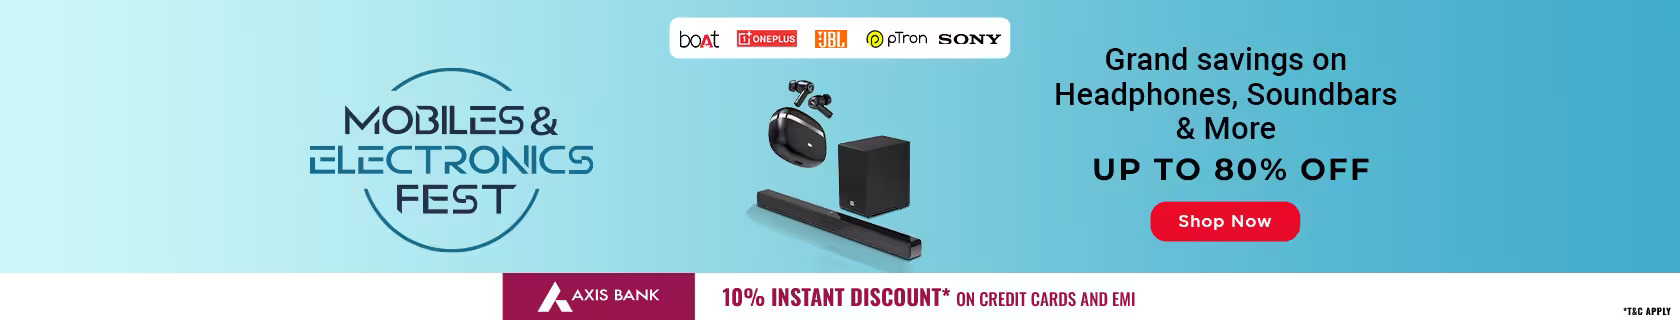 boAt 1+ ONEPLUS JBL pTron SONY
MOBILES &
ELECTRONICS
FEST
Grand savings on
Headphones, Soundbars
& More
UP TO 80% OFF
Shop Now
AXIS BANK
10% INSTANT DISCOUNT* ON CREDIT CARDS AND EMI
*T&C APPLY